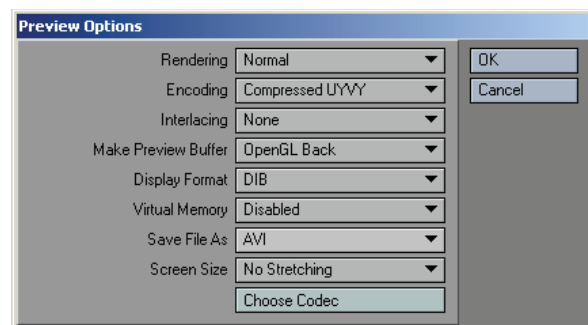 Preview Options
Rendering Normal OK
Encoding Compressed UYVY Cancel
Interlacing None
Make Preview Buffer OpenGL Back
Display Format DIB
Virtual Memory Disabled
Save File As AVI
Screen Size No Stretching
Choose Codec